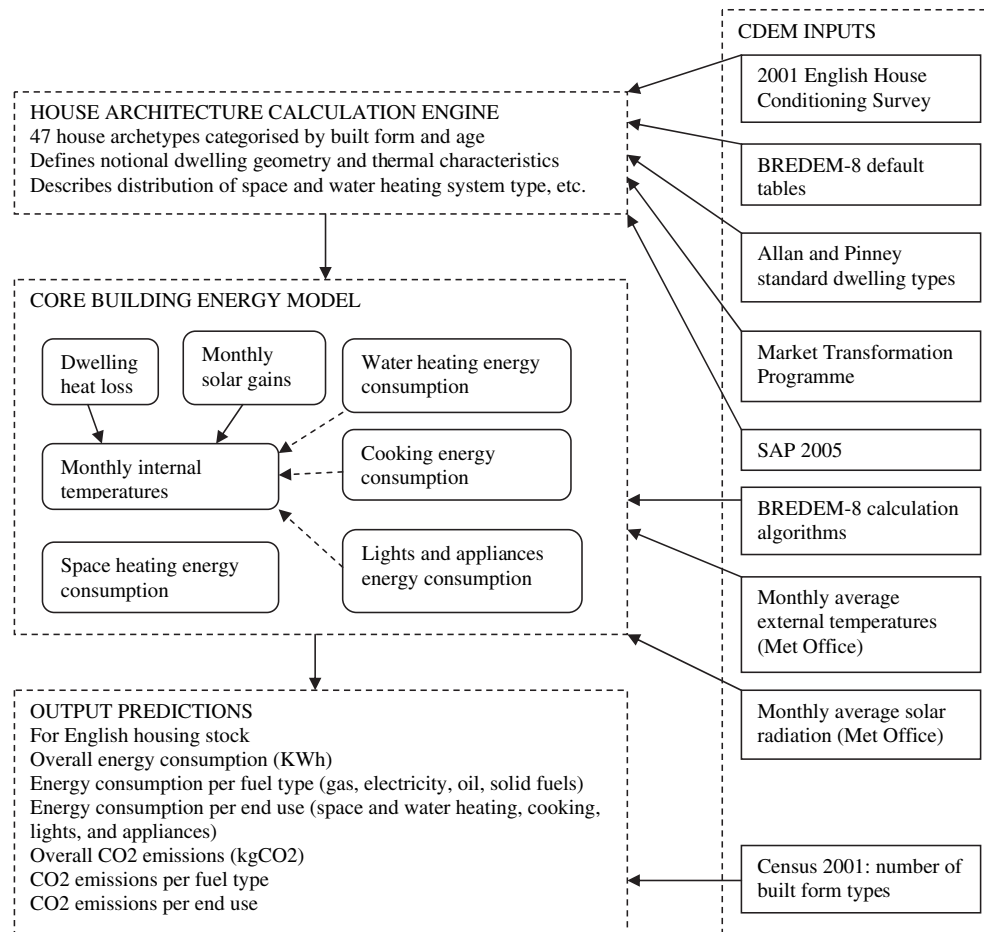 HOUSE ARCHITECTURE CALCULATION ENGINE
47 house archetypes categorised by built form and age
Defines notional dwelling geometry and thermal characteristics
Describes distribution of space and water heating system type, etc.
CORE BUILDING ENERGY MODEL
Dwelling
heat loss
Monthly
solar gains
Water heating energy
consumption
Monthly internal
temperatures
Cooking energy
consumption
Space heating energy
consumption
Lights and appliances
energy consumption
OUTPUT PREDICTIONS
For English housing stock
Overall energy consumption (KWh)
Energy consumption per fuel type (gas, electricity, oil, solid fuels)
Energy consumption per end use (space and water heating, cooking,
lights, and appliances)
Overall CO2 emissions (kgCO2)
CO2 emissions per fuel type
CO2 emissions per end use
CDEM INPUTS
2001 English House
Conditioning Survey
BREDEM-8 default
tables
Allan and Pinney
standard dwelling types
Market Transformation
Programme
SAP 2005
BREDEM-8 calculation
algorithms
Monthly average
external temperatures
(Met Office)
Monthly average solar
radiation (Met Office)
Census 2001: number of
built form types